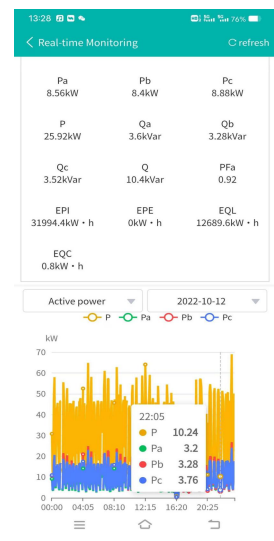 13:28
76%
Real-time Monitoring
refresh
Pa Pb Pc
8.56kW 8.4kW 8.88kW
P Qa Qb
25.92kW 3.6kVar 3.28kVar
Qc Q PFa
3.52kVar 10.4kVar 0.92
EPI EPE EQL
31994.4kW・h 0kW・h 12689.6kW・h
EQC
0.8kW・h
Active power 2022-10-12
P Pa Pb Pc
kW
70
60
50
40
30
20
10
0
22:05
P 10.24
Pa 3.2
Pb 3.28
Pc 3.76
00:00 04:05 08:10 12:15 16:20 20:25